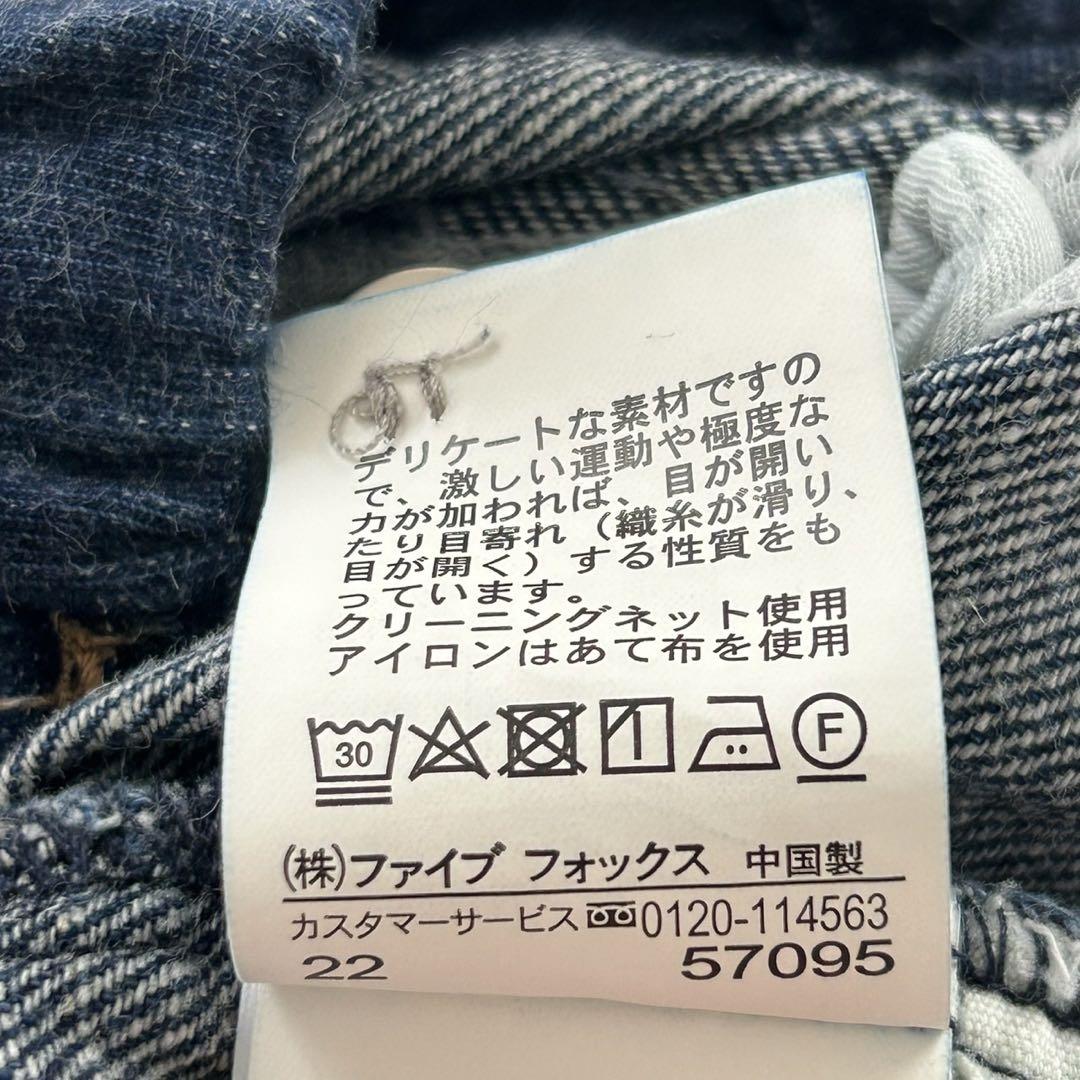 デリケートな素材ですの
で、激しい運動や極度な
力が加われば、目が開い
たり目寄れ（織糸が滑り、
目が開く）する性質をも
っています。
クリーニングネット使用
アイロンはあて布を使用
30 F
(株)ファイブ フォックス 中国製
カスタマーサービス 0120-114563
22 57095